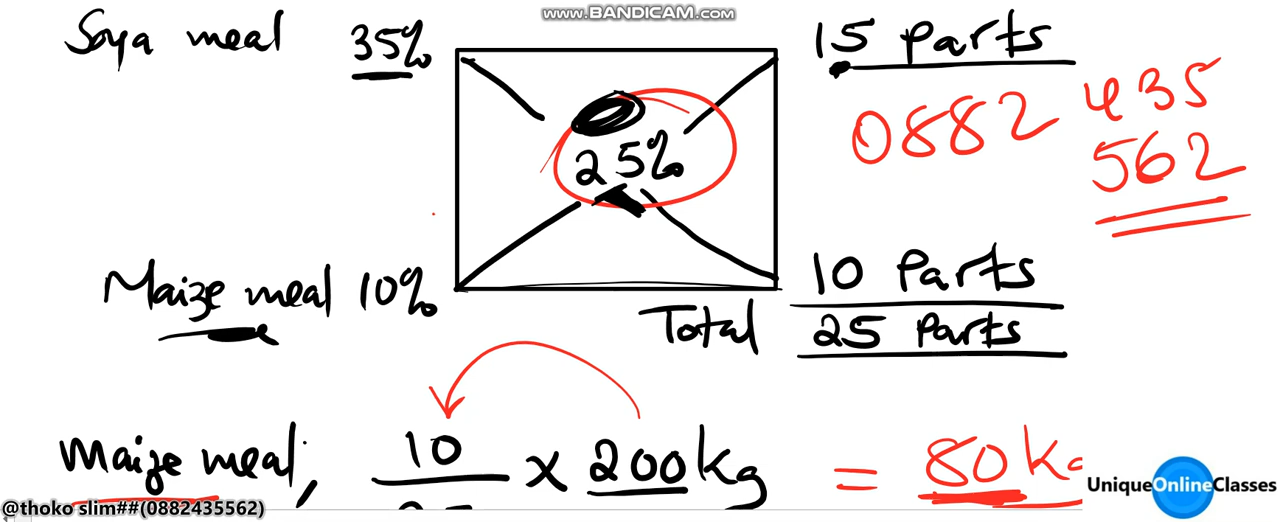 www.BANDICAM.com
Soya meal 35%
15 Parts
0882 435
562
25%
Maize meal 10%
10 Parts
Total 25 Parts
Maize meal, 10 × 200kg = 80 Kg
UniqueOnlineClasses
@thoko slim##(0882435562)